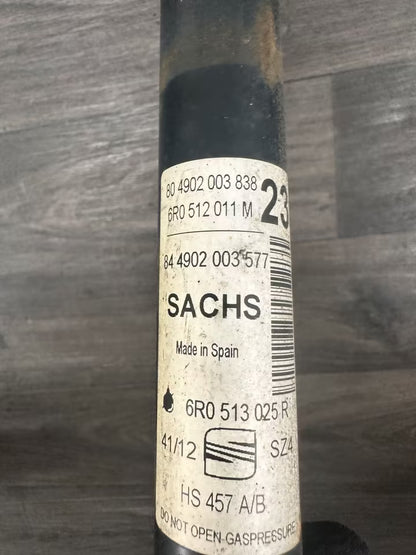 80 4902 003 838
6R0 512 011 M
23
84 4902 003 577
SACHS
Made in Spain
6R0 513 025 R
41/12
SZ4
HS 457 A/B
DO NOT OPEN GASPRESSURE